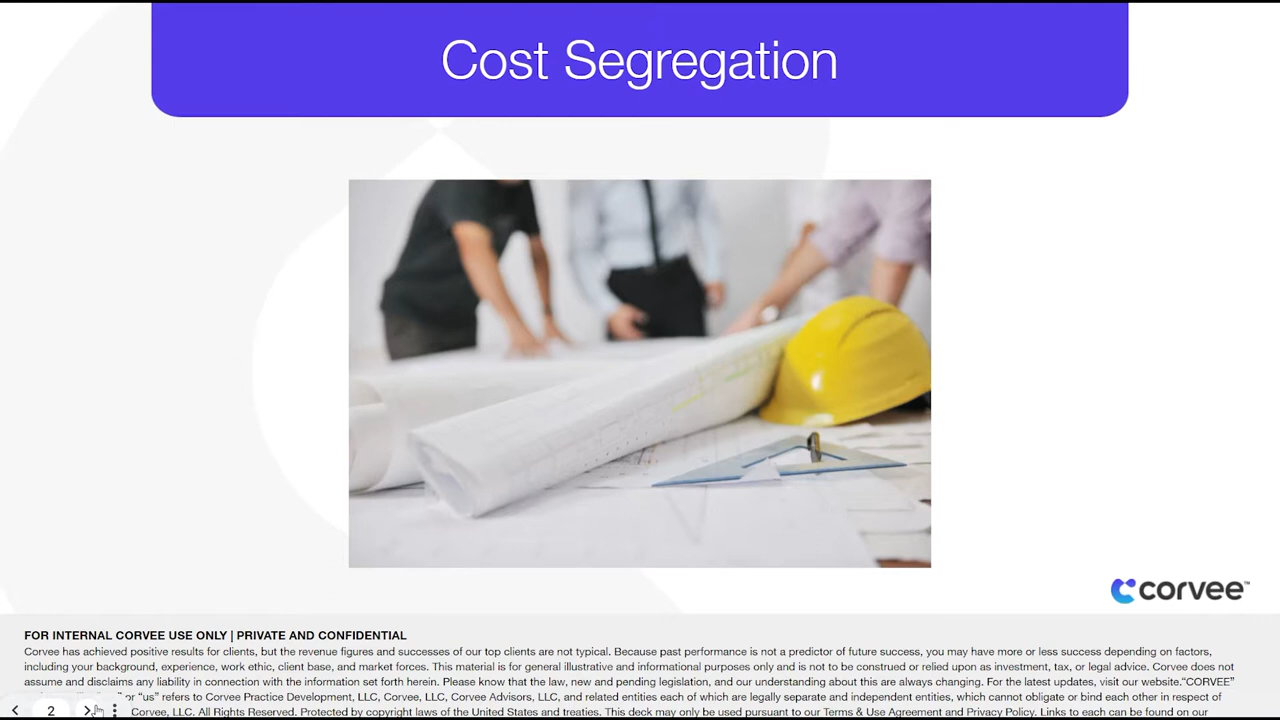 Cost Segregation
corvee™
FOR INTERNAL CORVEE USE ONLY | PRIVATE AND CONFIDENTIAL
Corvee has achieved positive results for clients, but the revenue figures and successes of our top clients are not typical. Because past performance is not a predictor of future success, you may have more or less success depending on factors,
including your background, experience, work ethic, client base, and market forces. This material is for general illustrative and informational purposes only and is not to be construed or relied upon as investment, tax, or legal advice. Corvee does not
assume and disclaims any liability in connection with the information set forth herein. Please know that the law, new and pending legislation, and our understanding about this are always changing. For the latest updates, visit our website."CORVEE"
or "us" refers to Corvee Practice Development, LLC, Corvee, LLC, Corvee Advisors, LLC, and related entities each of which are legally separate and independent entities, which cannot obligate or bind each other in respect of
2 Corvee, LLC. All Rights Reserved. Protected by copyright laws of the United States and treaties. This deck may only be used pursuant to our Terms & Use Agreement and Privacy Policy. Links to each can be found on our